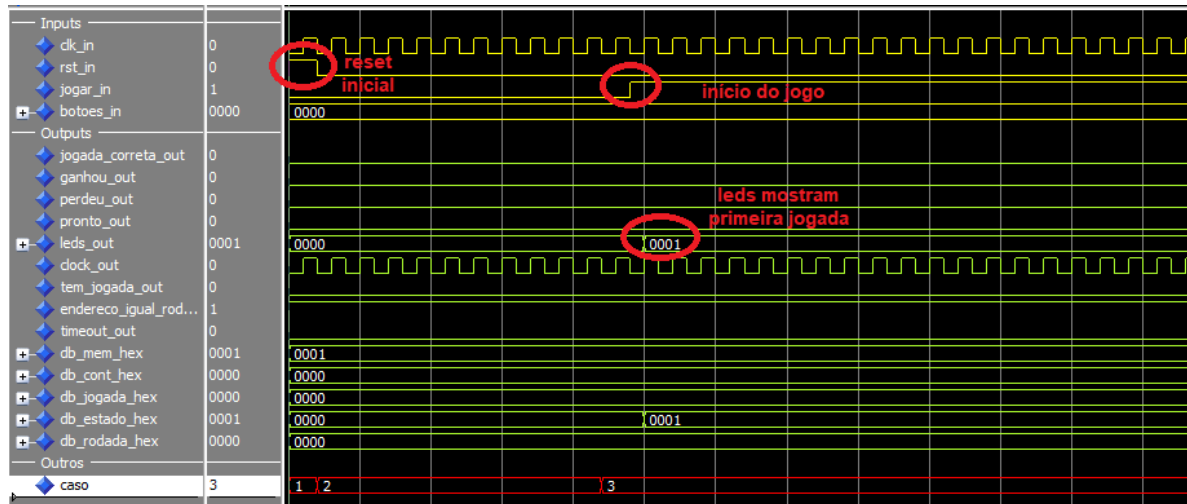 Inputs
clk_in 0
rst_in 0 reset
jogar_in 1 inicial início do jogo
botoes_in 0000 0000
Outputs
jogada_correta_out 0
ganhou_out 0
perdeu_out 0 leds mostram
pronto_out 0 primeira jogada
leds_out 0001 0000 0001
clock_out 0
tem_jogada_out 0
endereco_igual_rod... 1
timeout_out 0
db_mem_hex 0001 0001
db_cont_hex 0000 0000
db_jogada_hex 0000 0000
db_estado_hex 0001 0000 0001
db_rodada_hex 0000 0000
Outros
caso 3 1 2 3